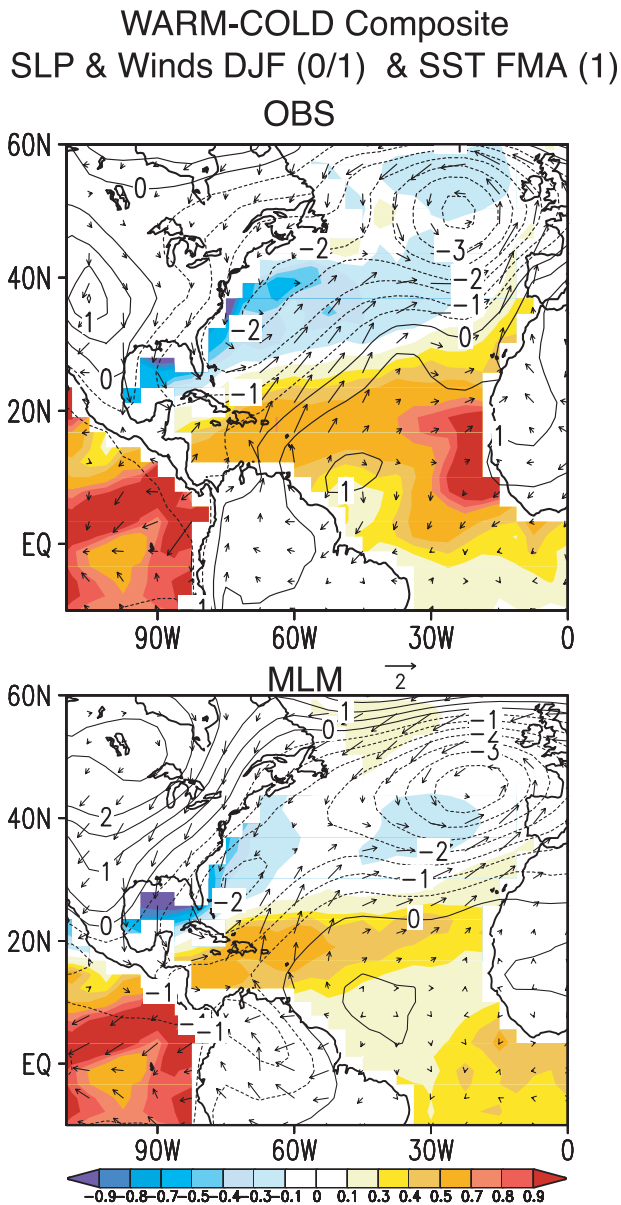 WARM-COLD Composite
SLP & Winds DJF (0/1) & SST FMA (1)
OBS
60N
40N
20N
EQ
0
-2
-3
-2
-1
0
1
0
-2
-1
1
1
1
90W 60W 30W 0
MLM 2
60N
40N
20N
EQ
1
0
-1
-2
-3
2
1
0
-2
-1
-2
0
-1
-1
-1
90W 60W 30W 0
-0.9 -0.8 -0.7 -0.5 -0.4 -0.3 -0.1 0 0.1 0.3 0.4 0.5 0.7 0.8 0.9